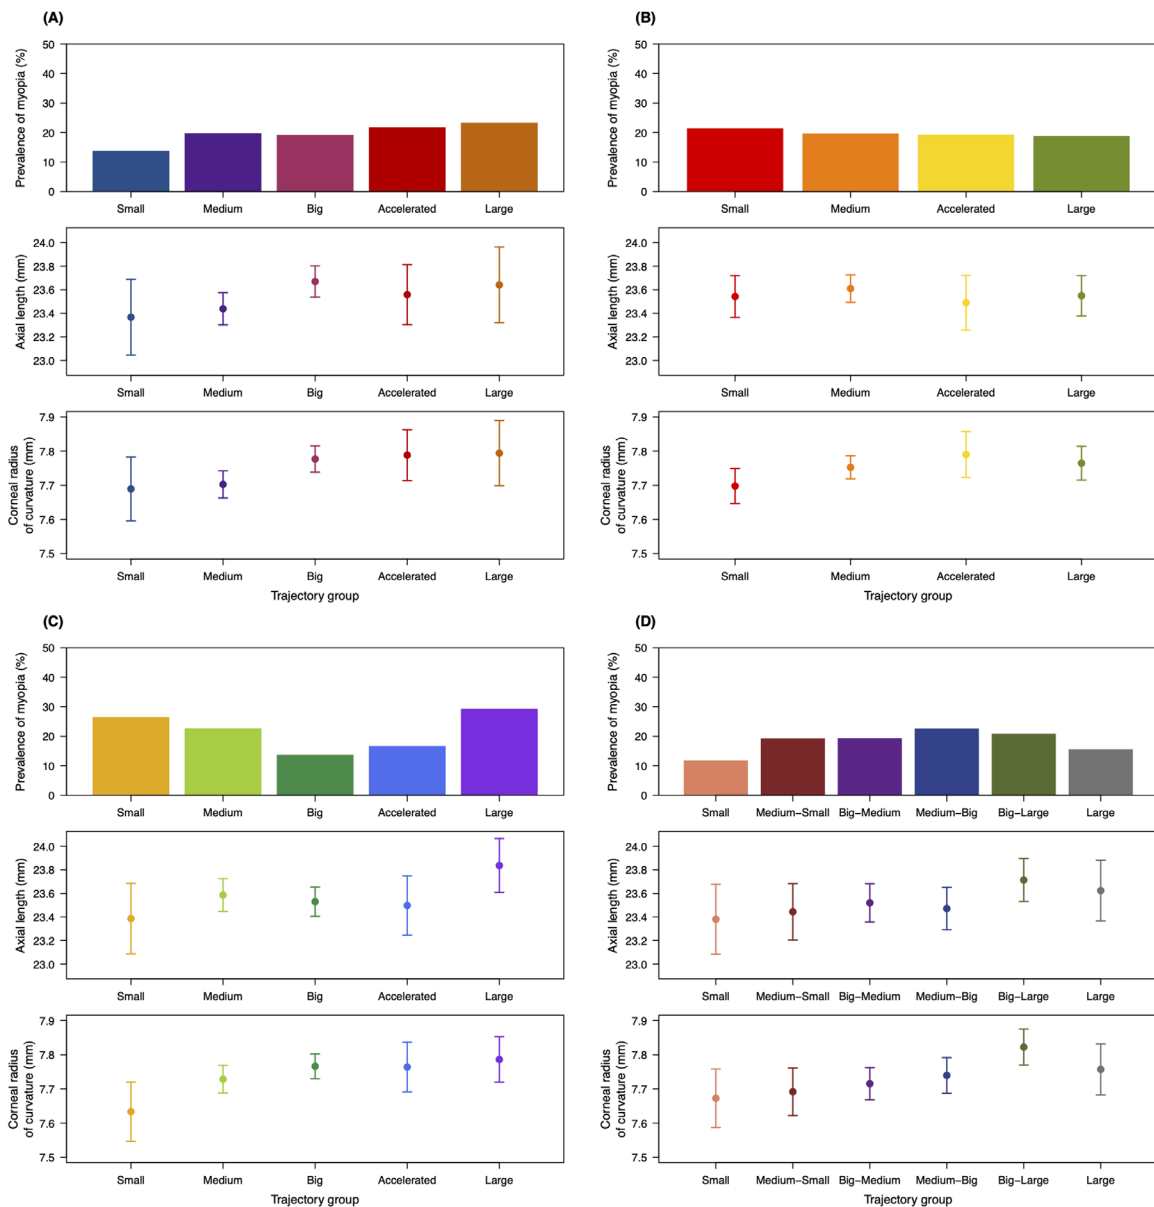 (A)
Prevalence of myopia (%)
50
40
30
20
10
0
Small Medium Big Accelerated Large
Axial length (mm)
24.0
23.8
23.6
23.4
23.2
23.0
Small Medium Big Accelerated Large
Corneal radius
of curvature (mm)
7.9
7.8
7.7
7.6
7.5
Small Medium Big Accelerated Large
Trajectory group
(B)
Prevalence of myopia (%)
50
40
30
20
10
0
Small Medium Accelerated Large
Axial length (mm)
24.0
23.8
23.6
23.4
23.2
23.0
Small Medium Accelerated Large
Corneal radius
of curvature (mm)
7.9
7.8
7.7
7.6
7.5
Small Medium Accelerated Large
Trajectory group
(C)
Prevalence of myopia (%)
50
40
30
20
10
0
Small Medium Big Accelerated Large
Axial length (mm)
24.0
23.8
23.6
23.4
23.2
23.0
Small Medium Big Accelerated Large
Corneal radius
of curvature (mm)
7.9
7.8
7.7
7.6
7.5
Small Medium Big Accelerated Large
Trajectory group
(D)
Prevalence of myopia (%)
50
40
30
20
10
0
Small Medium−Small Big−Medium Medium−Big Big−Large Large
Axial length (mm)
24.0
23.8
23.6
23.4
23.2
23.0
Small Medium−Small Big−Medium Medium−Big Big−Large Large
Corneal radius
of curvature (mm)
7.9
7.8
7.7
7.6
7.5
Small Medium−Small Big−Medium Medium−Big Big−Large Large
Trajectory group